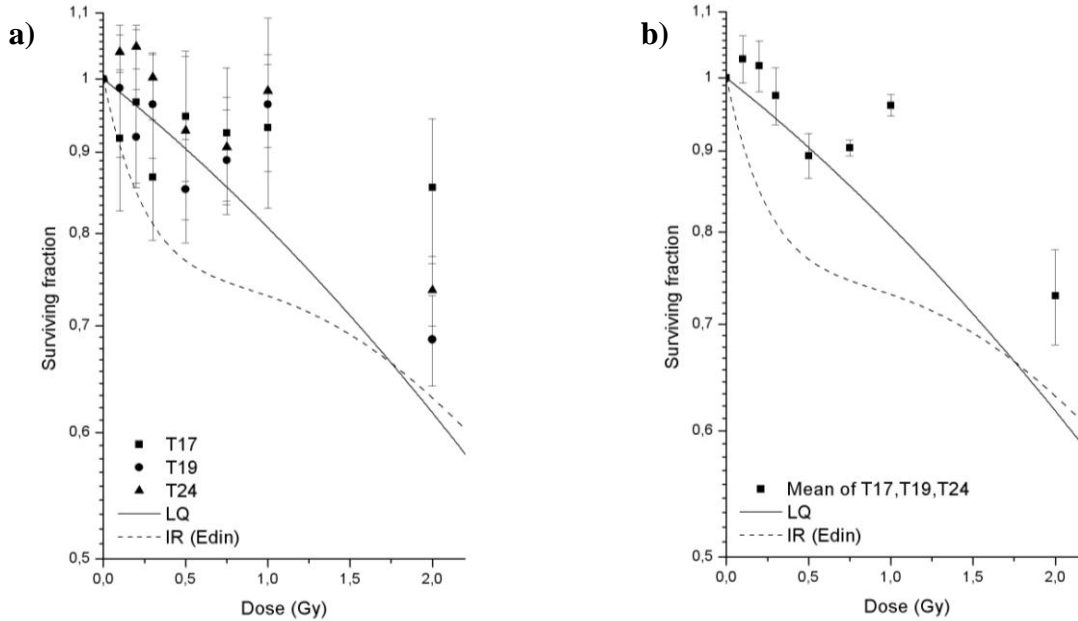 a)
1,1
1
0,9
0,8
0,7
0,6
0,5
Surviving fraction
T17
T19
T24
LQ
IR (Edin)
0,0 0,5 1,0 1,5 2,0
Dose (Gy)
b)
1,1
1
0,9
0,8
0,7
0,6
0,5
Surviving fraction
Mean of T17,T19,T24
LQ
IR (Edin)
0,0 0,5 1,0 1,5 2,0
Dose (Gy)